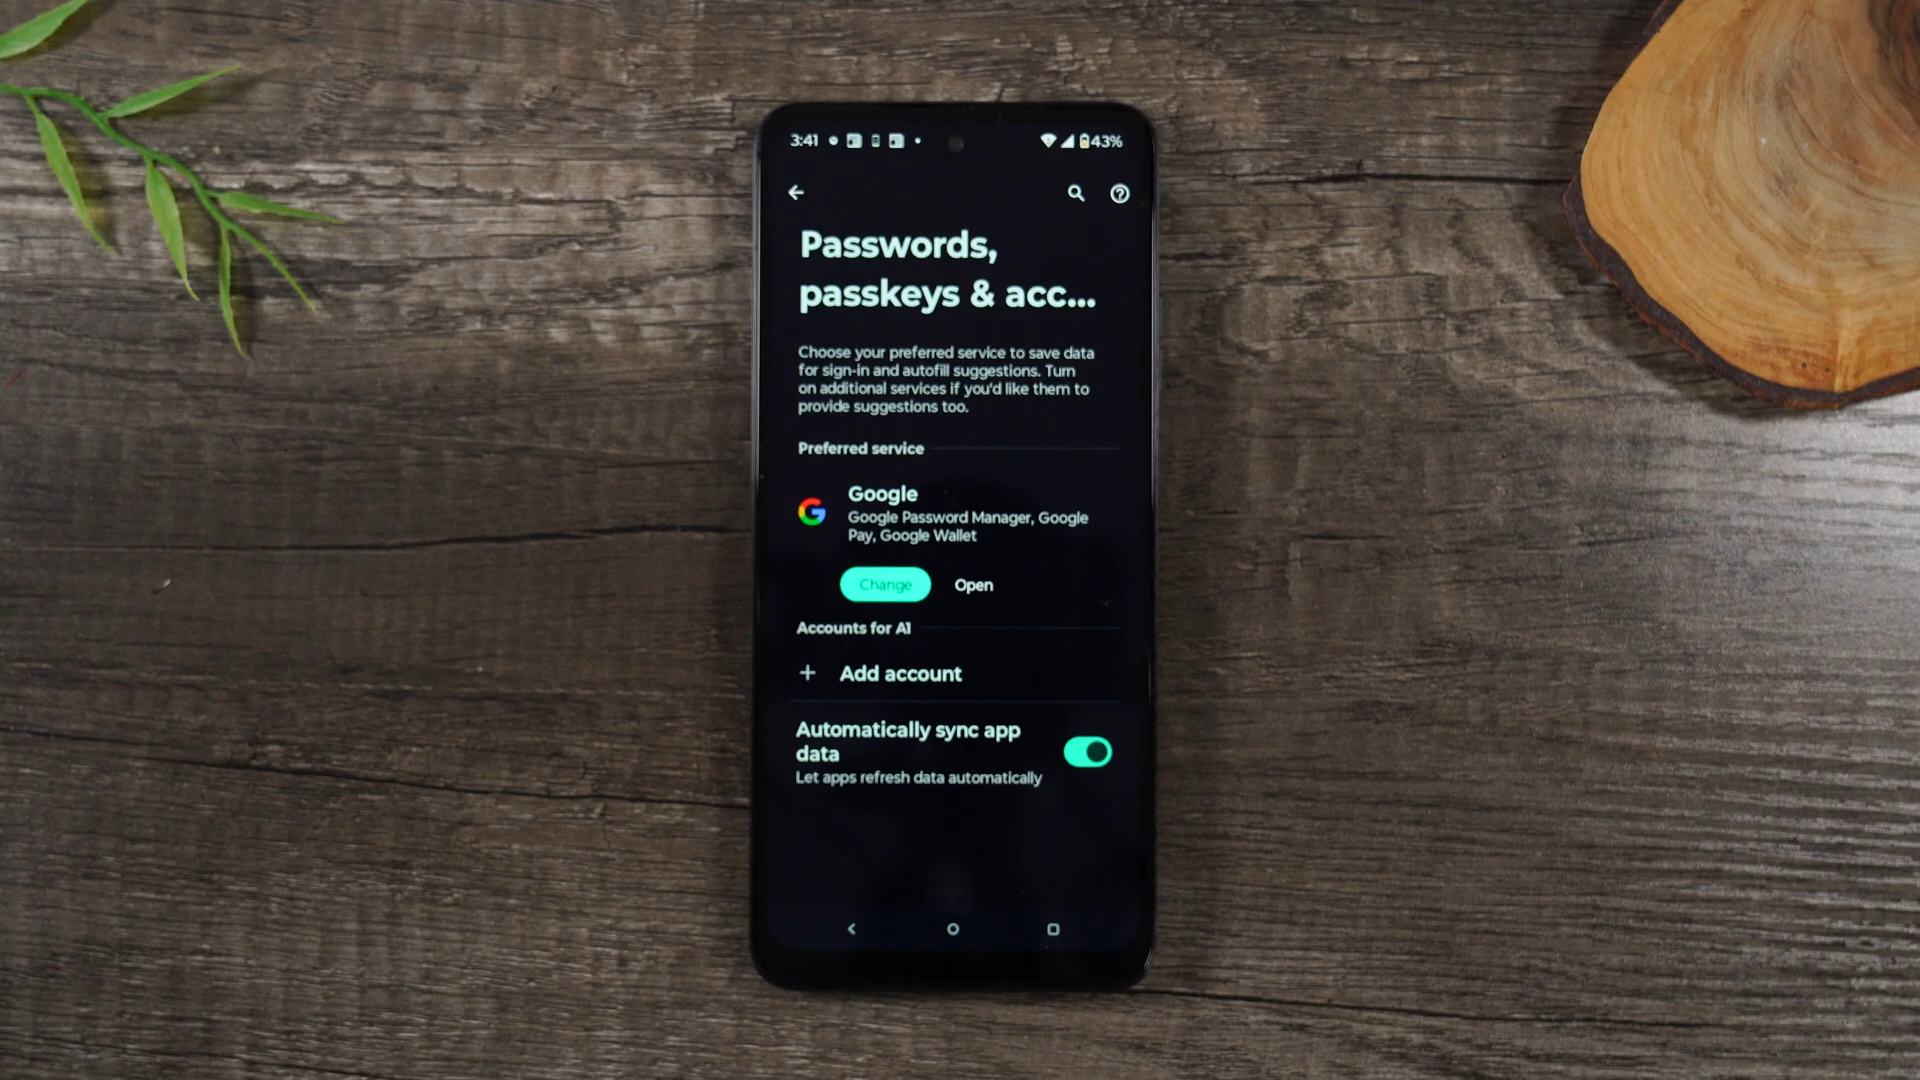 3:41
43%
Passwords,
passkeys & acc...
Choose your preferred service to save data
for sign-in and autofill suggestions. Turn
on additional services if you'd like them to
provide suggestions too.
Preferred service
Google
Google Password Manager, Google
Pay, Google Wallet
Change
Open
Accounts for A1
+ Add account
Automatically sync app
data
Let apps refresh data automatically